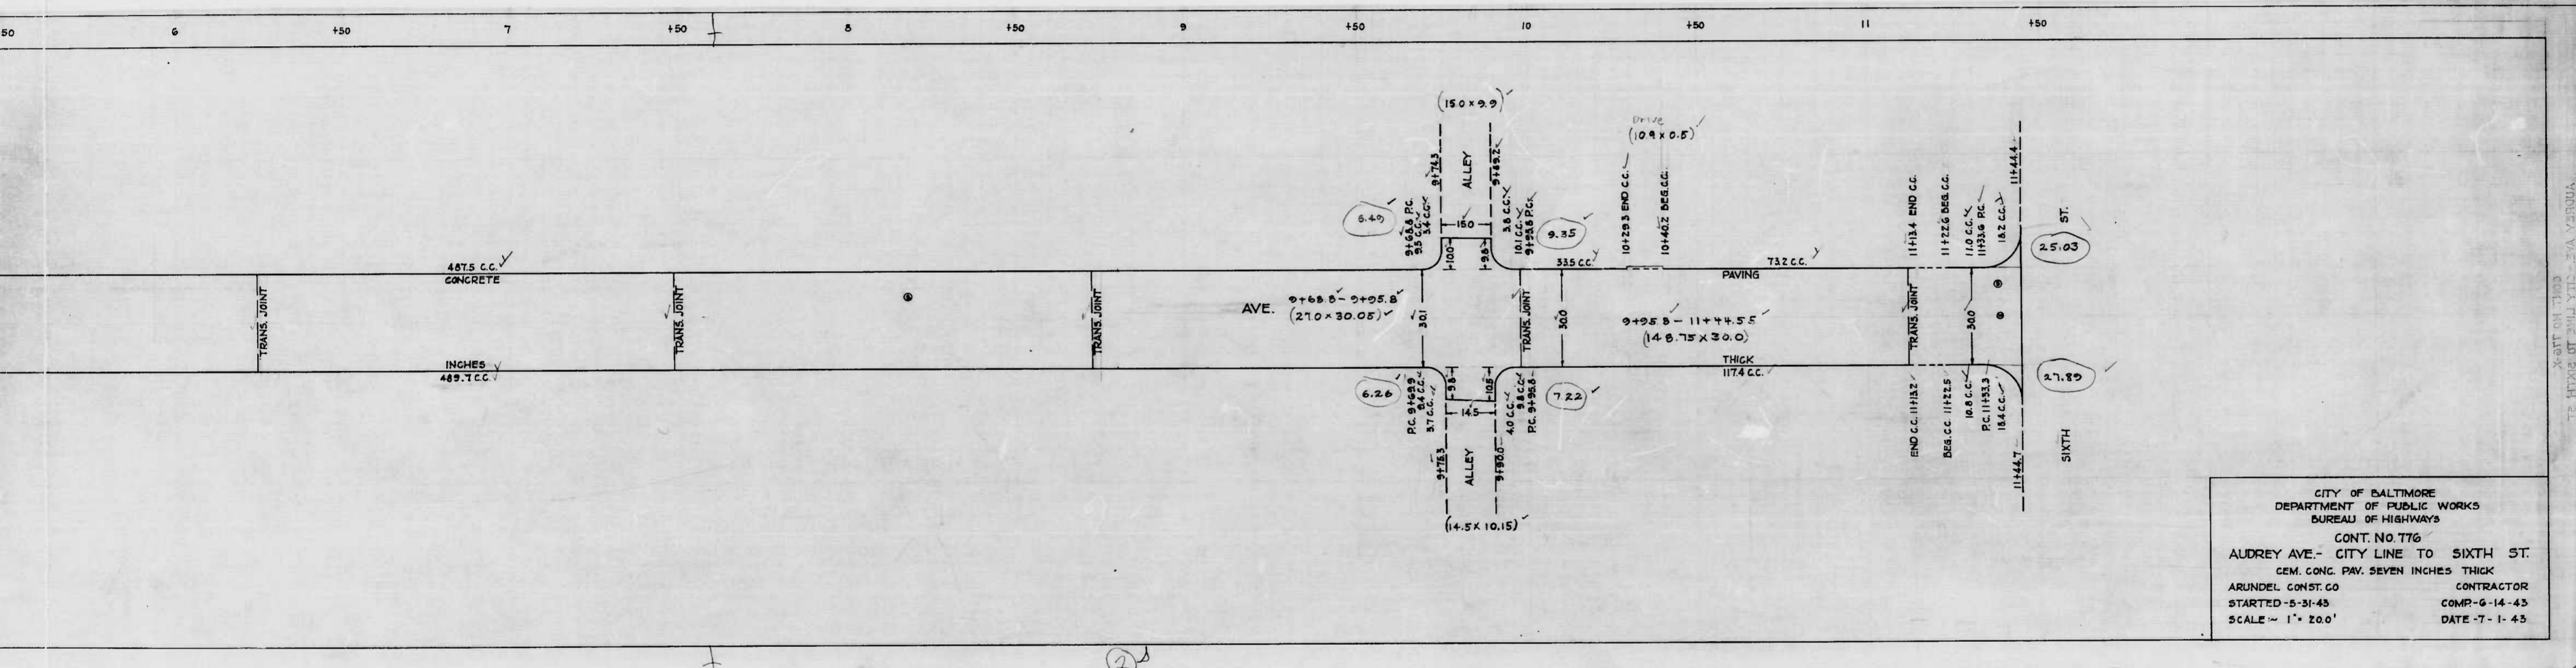 50
6
+50
7
+50
8
+50
9
+50
10
+50
11
+50
(15.0 × 9.9)
Drive
(10.9 × 0.5)
9+74.3
ALLEY
9+89.2
6.49
9+68.8 P.C.
9.5 C.C.
3.4 C.C.
15.0
10.0
9.8
3.8 C.C.
10.1 C.C.
9+95.8 P.C.
9.35
10+29.3 END C.C.
10+40.2 BEG. C.C.
11+13.4 END C.C.
11+22.6 BEG. C.C.
11.0 C.C.
11+33.6 P.C.
18.2 C.C.
11+44.4
ST.
25.03
487.5 C.C.
CONCRETE
33.5 C.C.
73.2 C.C.
PAVING
TRANS. JOINT
TRANS. JOINT
TRANS. JOINT
AVE.
9+68.8 - 9+95.8
(27.0 × 30.05)
30.1
TRANS. JOINT
30.0
9+95.8 - 11+44.55
(148.75 × 30.0)
TRANS. JOINT
30.0
INCHES
489.7 C.C.
THICK
117.4 C.C.
6.26
P.C. 9+69.9
9.4 C.C.
3.7 C.C.
9.8
14.5
10.5
4.0 C.C.
9.8 C.C.
P.C. 9+95.8
7.22
END C.C. 11+13.2
BEG. C.C. 11+22.5
10.8 C.C.
P.C. 11+33.3
18.4 C.C.
27.89
9+75.3
ALLEY
9+90.0
11+44.7
SIXTH
(14.5 × 10.15)
CITY OF BALTIMORE
DEPARTMENT OF PUBLIC WORKS
BUREAU OF HIGHWAYS
CONT. NO. 776
AUDREY AVE.- CITY LINE TO SIXTH ST.
CEM. CONC. PAV. SEVEN INCHES THICK
ARUNDEL CONST. CO CONTRACTOR
STARTED -5-31-43 COMP.-6-14-43
SCALE:~ 1"= 20.0' DATE -7-1-43
2